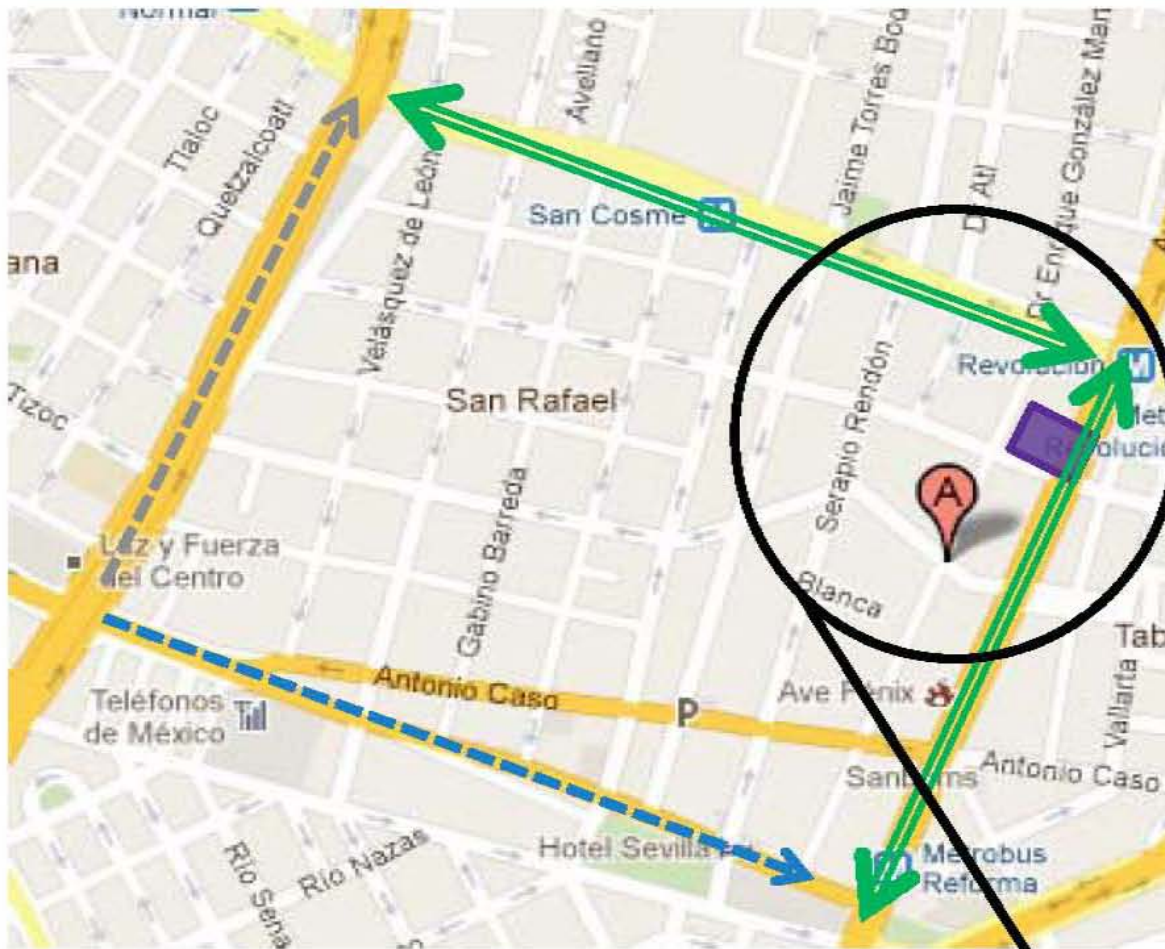 Normal
Avellano
Jaime Torres Bod
Dr Enrique González Mar
Tlaloc
Quetzalcoatl
Velásquez de León
San Cosme
Dr Atl
ana
Revolución
San Rafael
Tizoc
Serapio Rendón
Met
Revolució
A
Luz y Fuerza
del Centro
Gabino Barreda
Blanca
Tab
Antonio Caso
Ave Fénix
P
Vallarta
Teléfonos
de México
Sanborns
Antonio Caso
Hotel Sevilla
Metrobus
Reforma
Río Nazas
Río Sena